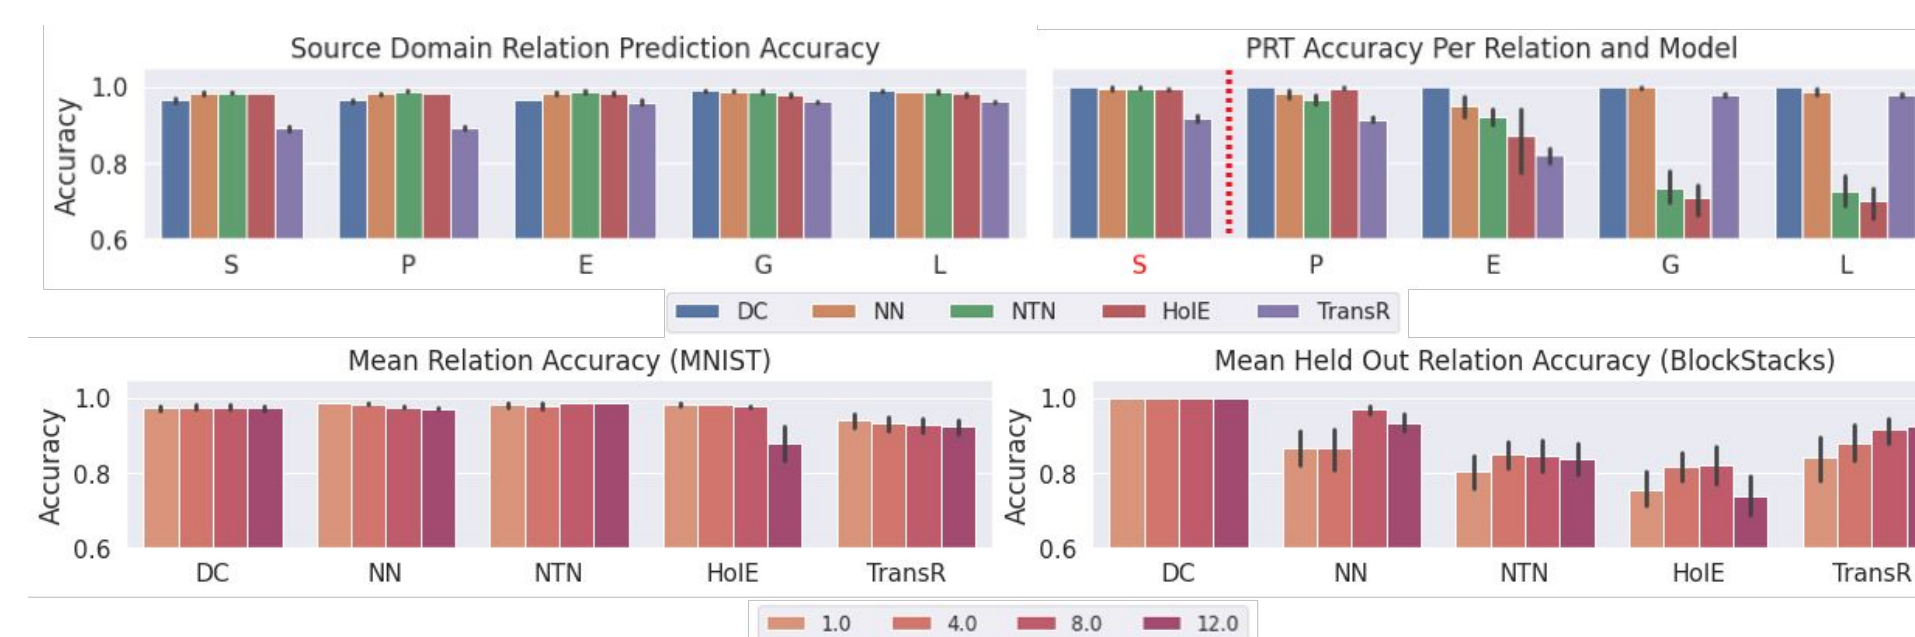 Source Domain Relation Prediction Accuracy
Accuracy
1.0
0.8
0.6
S P E G L
PRT Accuracy Per Relation and Model
S P E G L
DC NN NTN HolE TransR
Mean Relation Accuracy (MNIST)
Accuracy
1.0
0.8
0.6
DC NN NTN HolE TransR
Mean Held Out Relation Accuracy (BlockStacks)
Accuracy
1.0
0.8
0.6
DC NN NTN HolE TransR
1.0 4.0 8.0 12.0